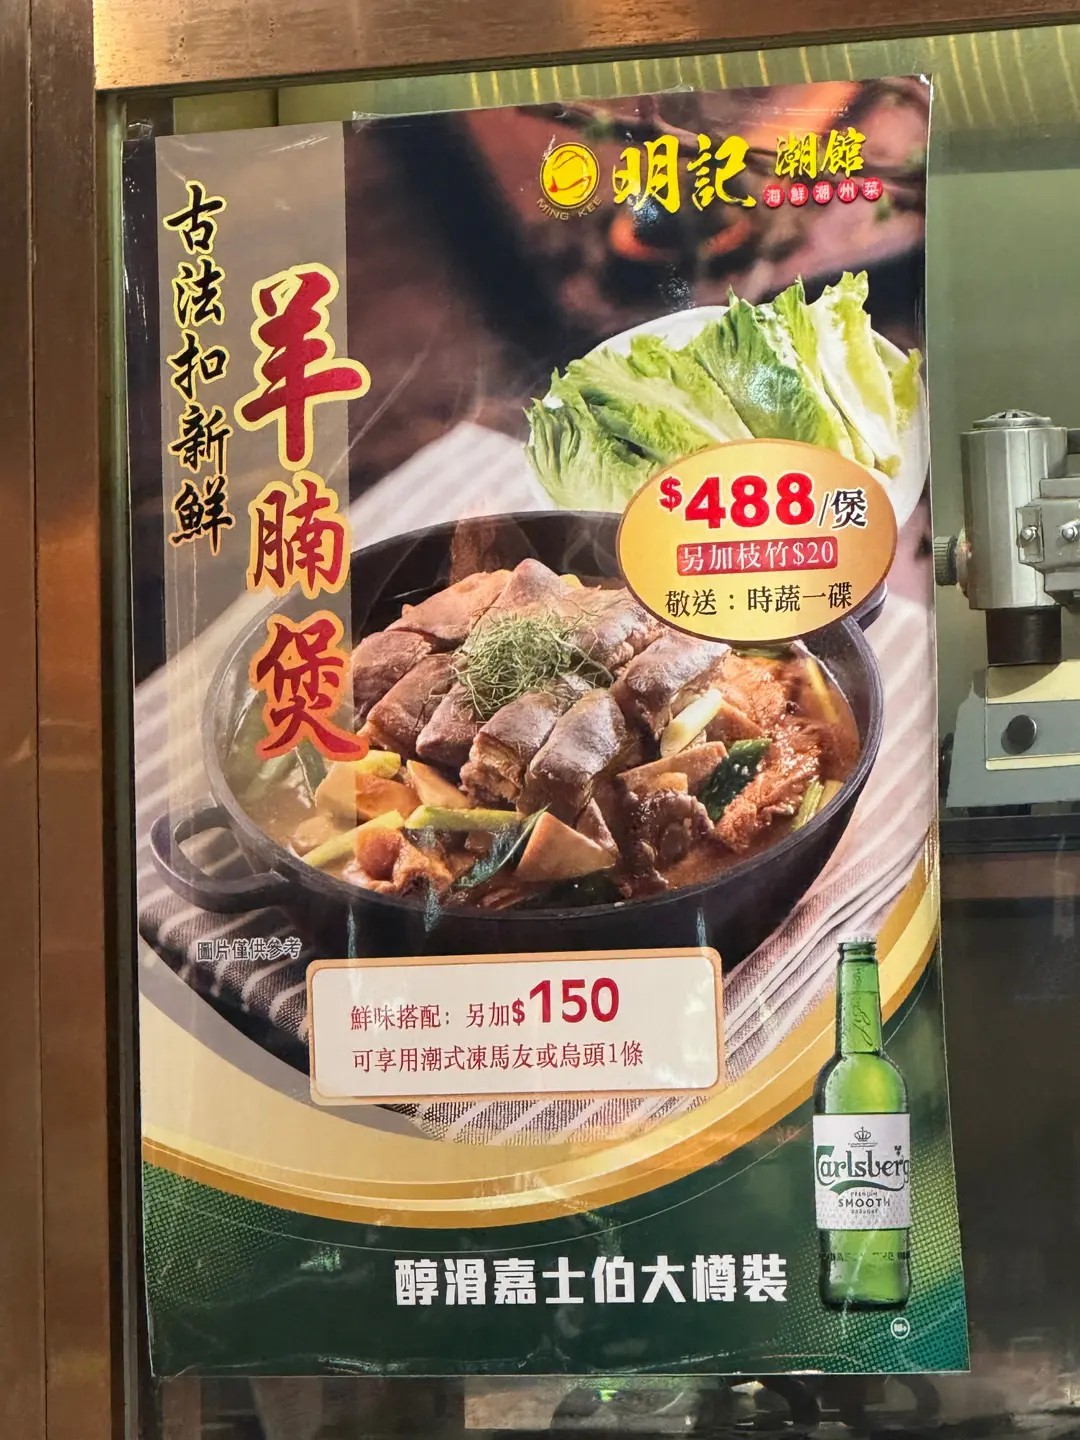 MING KEE
明記
潮館
海鮮潮州菜
古法扣新鮮
羊腩煲
$488/煲
另加枝竹$20
敬送：時蔬一碟
圖片僅供參考
鮮味搭配: 另加$150
可享用潮式凍馬友或烏頭1條
Carlsberg
PREMIUM
SMOOTH
DRAUGHT
醇滑嘉士伯大樽裝
18+